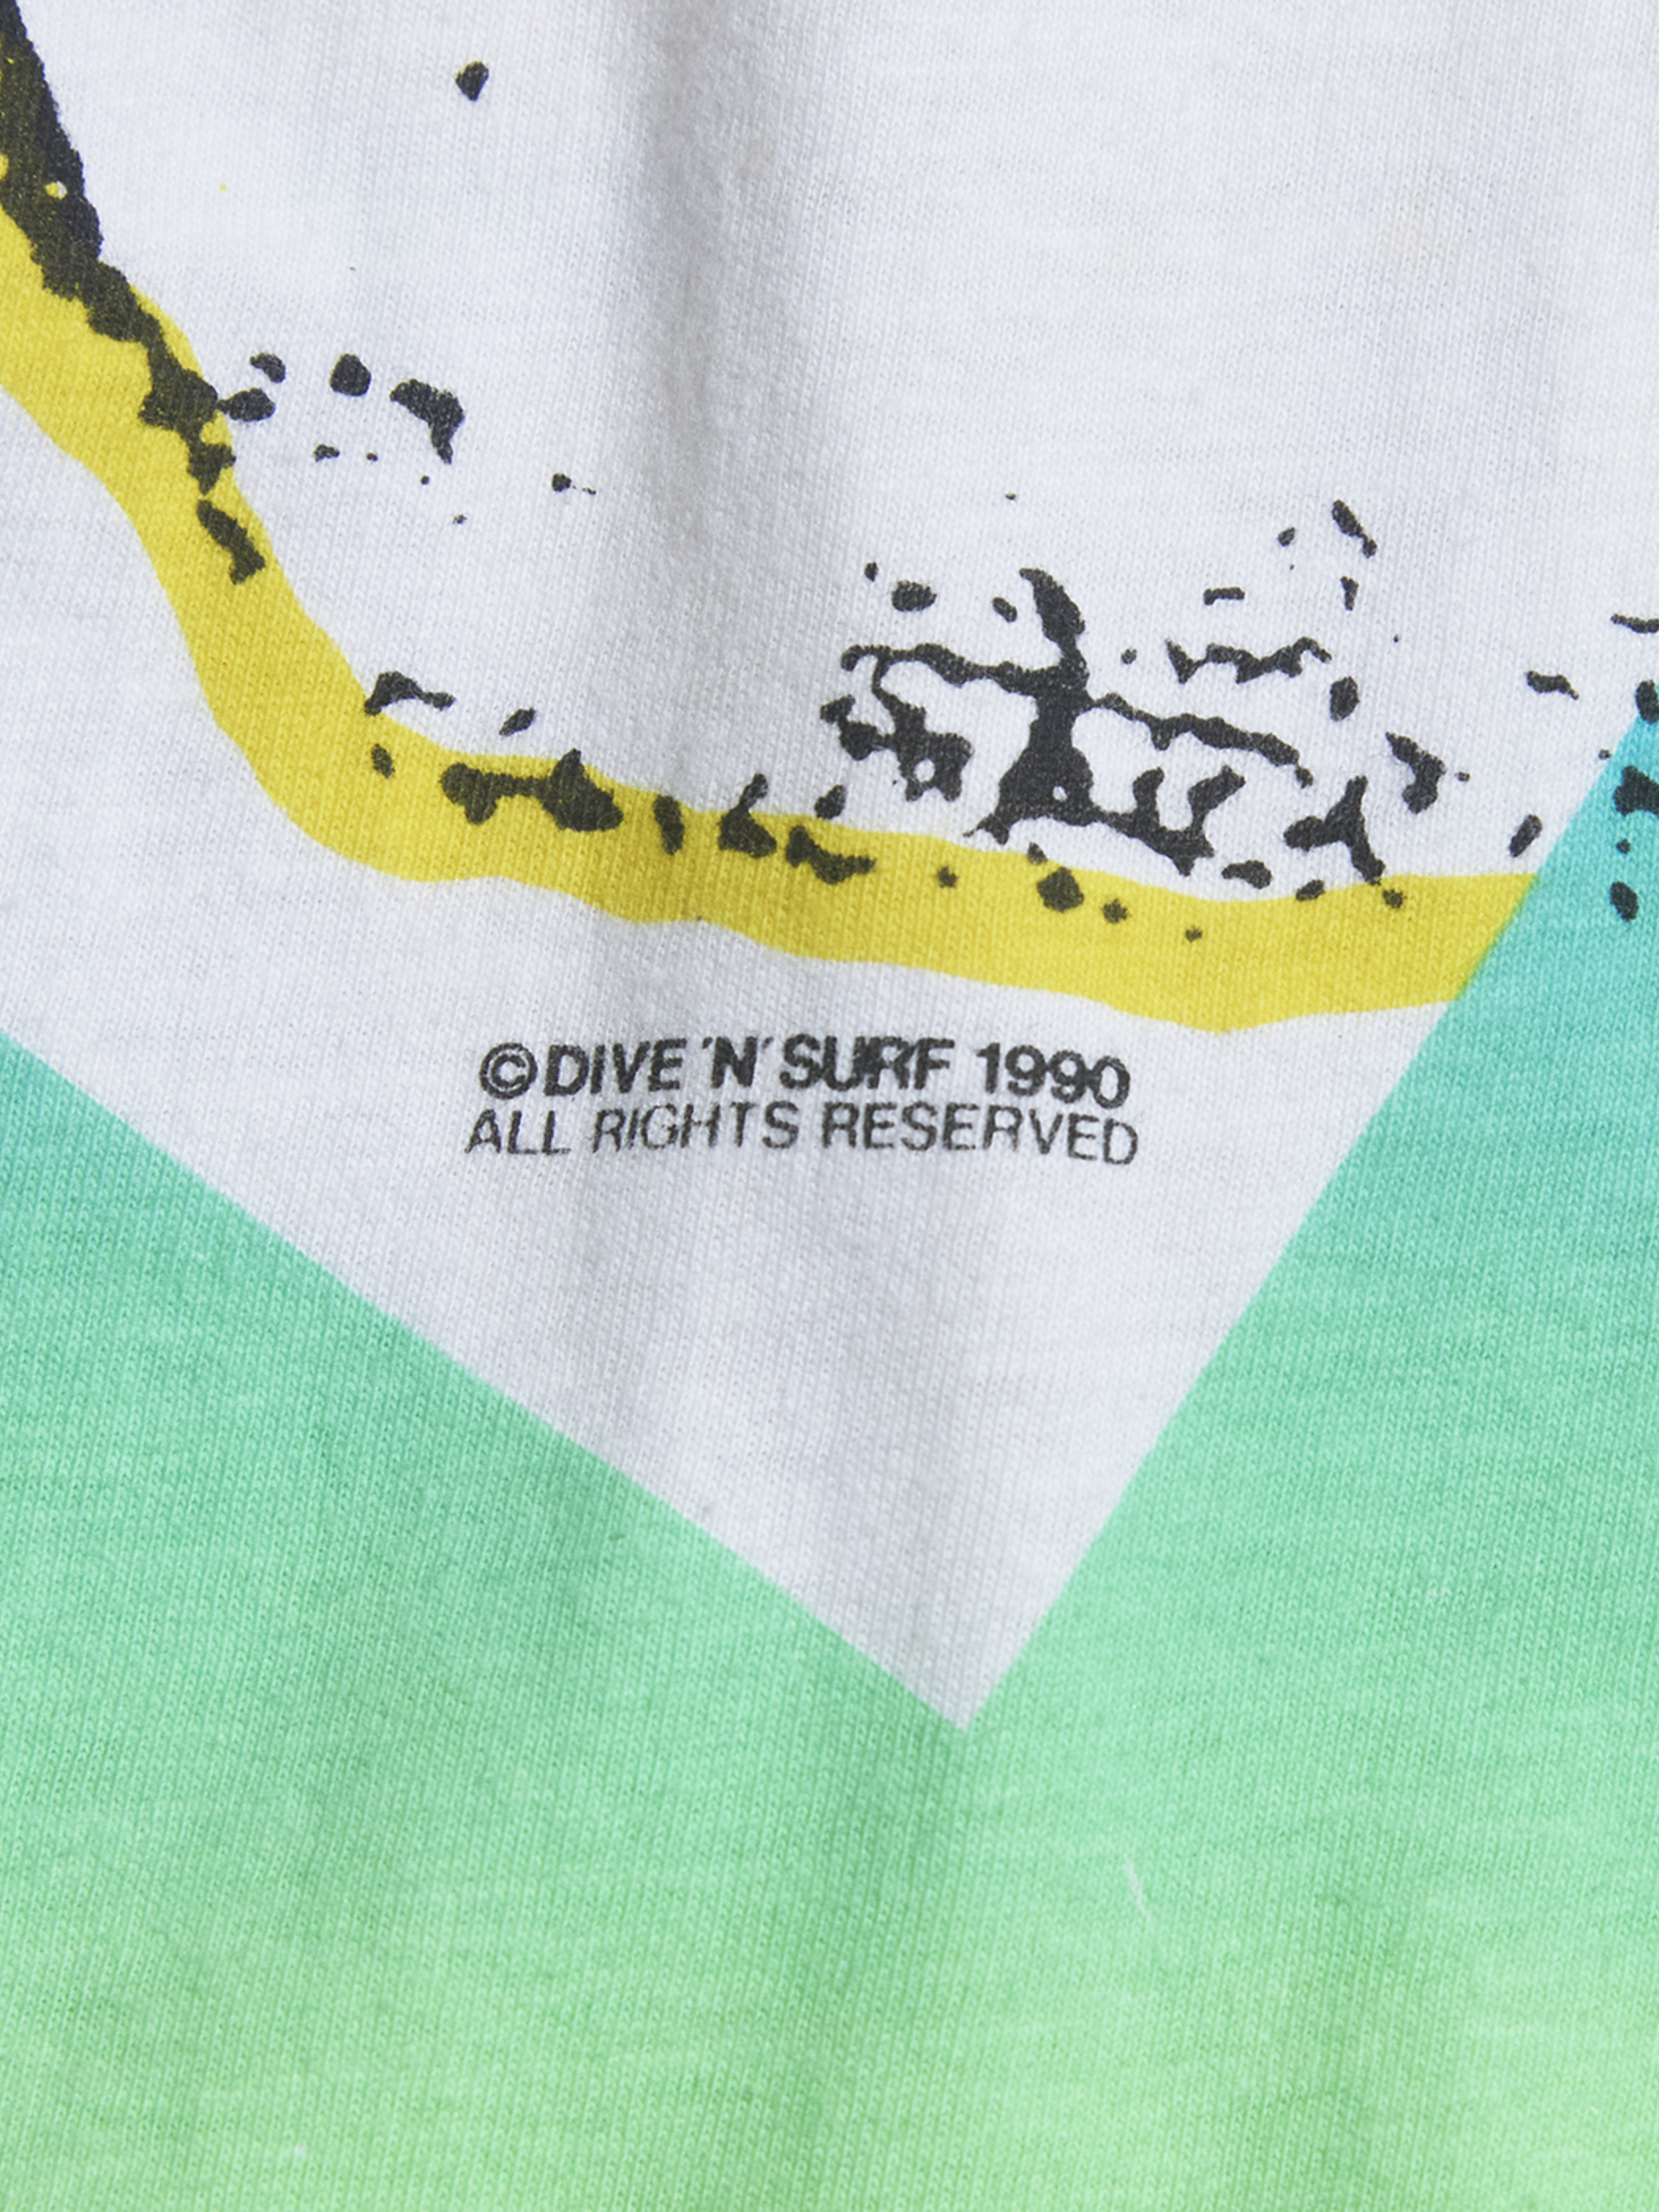 ©DIVE 'N' SURF 1990
ALL RIGHTS RESERVED